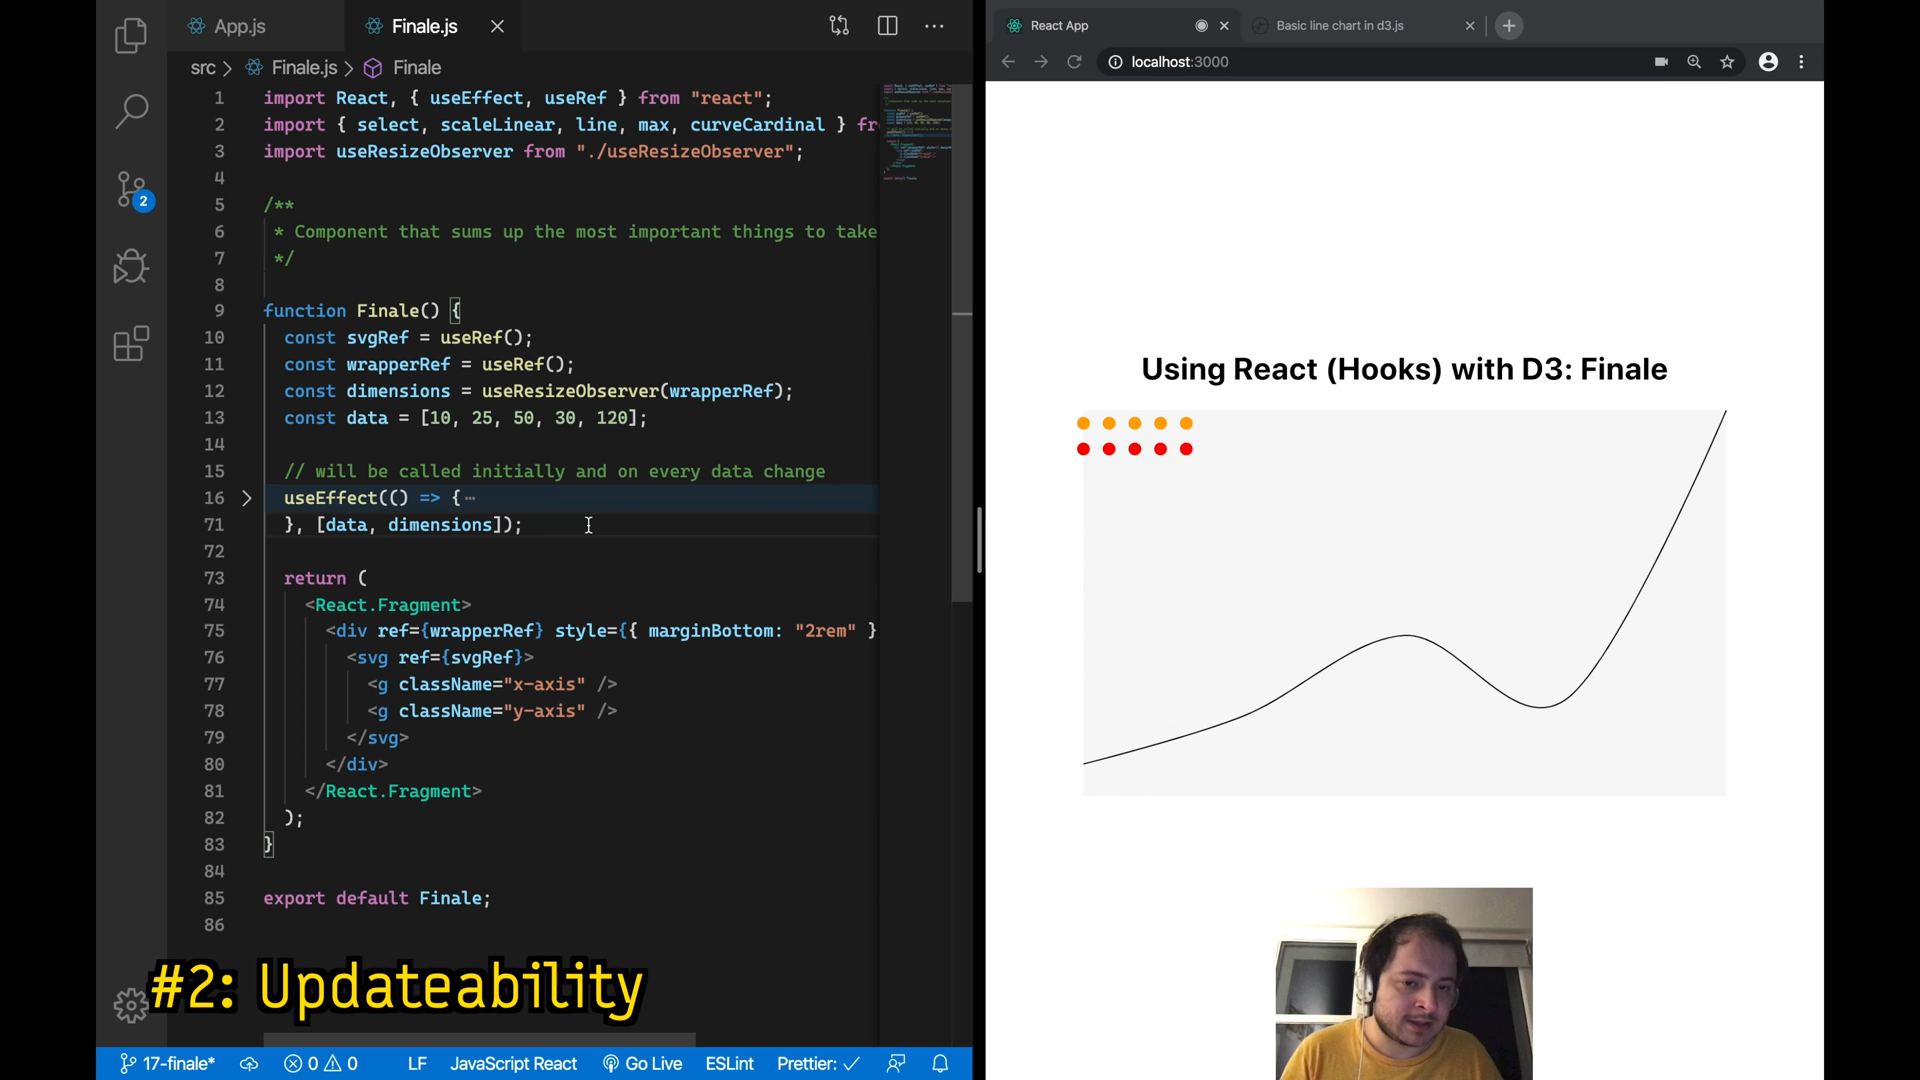 App.js
Finale.js
src > Finale.js > Finale
1 import React, { useEffect, useRef } from "react";
2 import { select, scaleLinear, line, max, curveCardinal } fr
3 import useResizeObserver from "./useResizeObserver";
4
5 /**
6 * Component that sums up the most important things to take
7 */
8
9 function Finale() {
10 const svgRef = useRef();
11 const wrapperRef = useRef();
12 const dimensions = useResizeObserver(wrapperRef);
13 const data = [10, 25, 50, 30, 120];
14
15 // will be called initially and on every data change
16 useEffect(() => { ⋯
71 }, [data, dimensions]);
72
73 return (
74 <React.Fragment>
75 <div ref={wrapperRef} style={{ marginBottom: "2rem" }
76 <svg ref={svgRef}>
77 <g className="x-axis" />
78 <g className="y-axis" />
79 </svg>
80 </div>
81 </React.Fragment>
82 );
83 }
84
85 export default Finale;
86
2
#2: Updateability
17-finale*
0 0
LF
JavaScript React
Go Live
ESLint
Prettier: ✓
React App
Basic line chart in d3.js
localhost:3000
Using React (Hooks) with D3: Finale